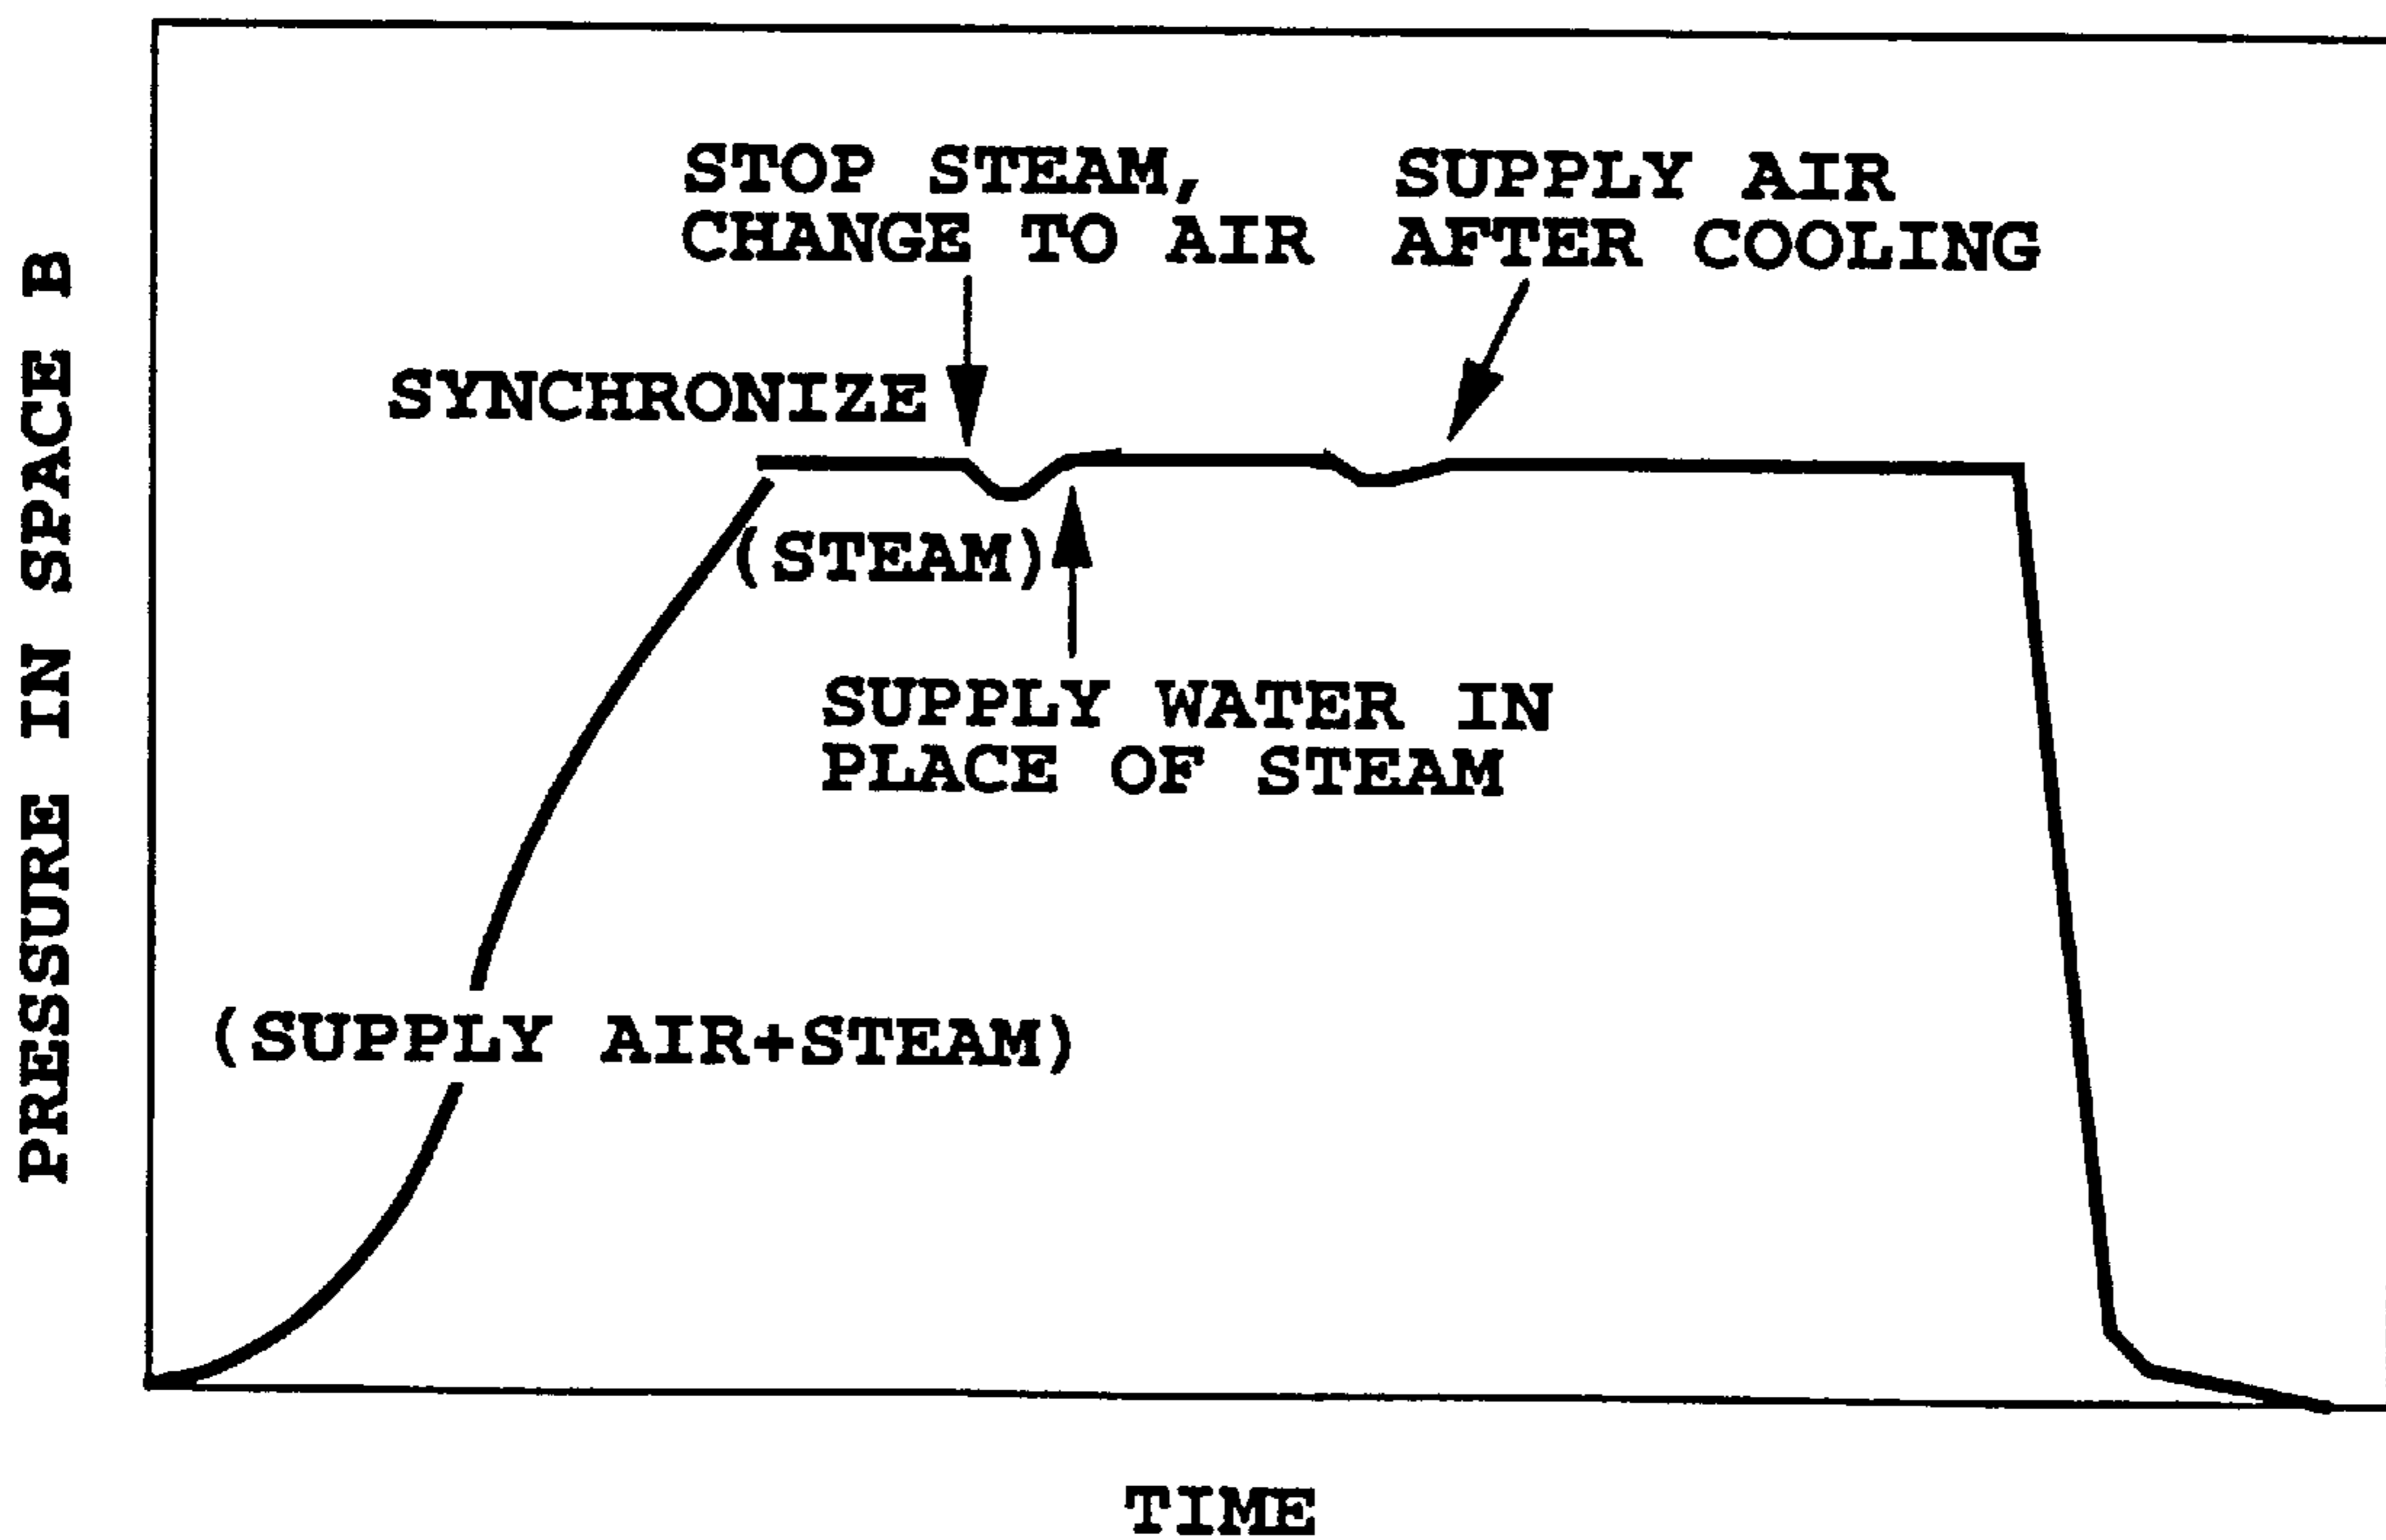 PRESSURE IN SPACE B
STOP STEAM,
CHANGE TO AIR
SUPPLY AIR
AFTER COOLING
SYNCHRONIZE
(STEAM)
SUPPLY WATER IN
PLACE OF STEAM
(SUPPLY AIR+STEAM)
TIME